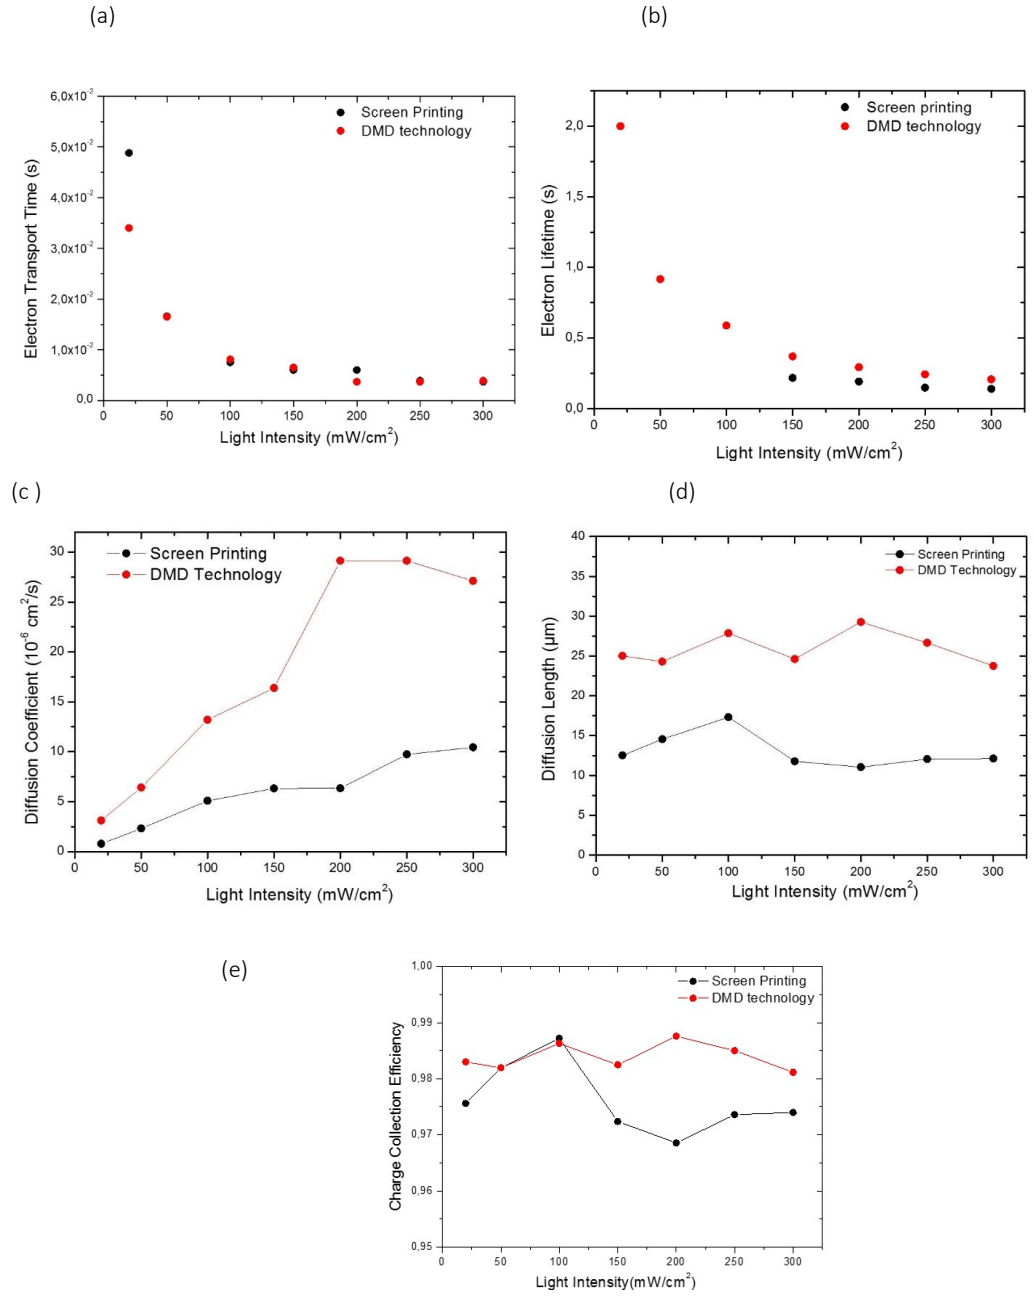 (a)
(b)
6,0x10⁻²
5,0x10⁻²
4,0x10⁻²
3,0x10⁻²
2,0x10⁻²
1,0x10⁻²
0,0
Electron Transport Time (s)
Screen Printing
DMD technology
0 50 100 150 200 250 300
Light Intensity (mW/cm²)
2,0
1,5
1,0
0,5
0,0
Electron Lifetime (s)
Screen printing
DMD technology
0 50 100 150 200 250 300
Light Intensity (mW/cm²)
(c )
(d)
30
25
20
15
10
5
0
Diffusion Coefficient (10⁻⁶ cm²/s)
Screen Printing
DMD Technology
0 50 100 150 200 250 300
Light Intensity (mW/cm²)
40
35
30
25
20
15
10
5
0
Diffusion Length (µm)
Screen Printing
DMD Technology
0 50 100 150 200 250 300
Light Intensity (mW/cm²)
(e)
1,00
0,99
0,98
0,97
0,96
0,95
Charge Collection Efficiency
Screen Printing
DMD technology
0 50 100 150 200 250 300
Light Intensity(mW/cm²)